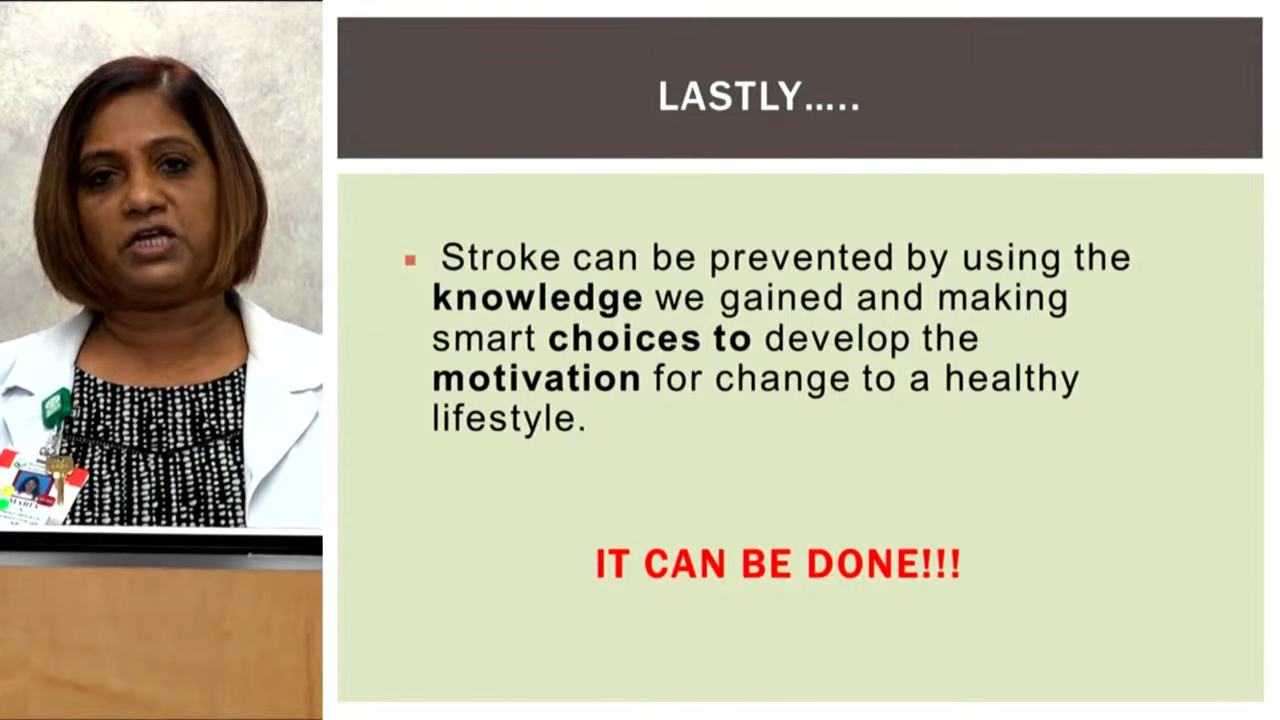 LASTLY…..
▪ Stroke can be prevented by using the
knowledge we gained and making
smart choices to develop the
motivation for change to a healthy
lifestyle.
IT CAN BE DONE!!!
MARIA